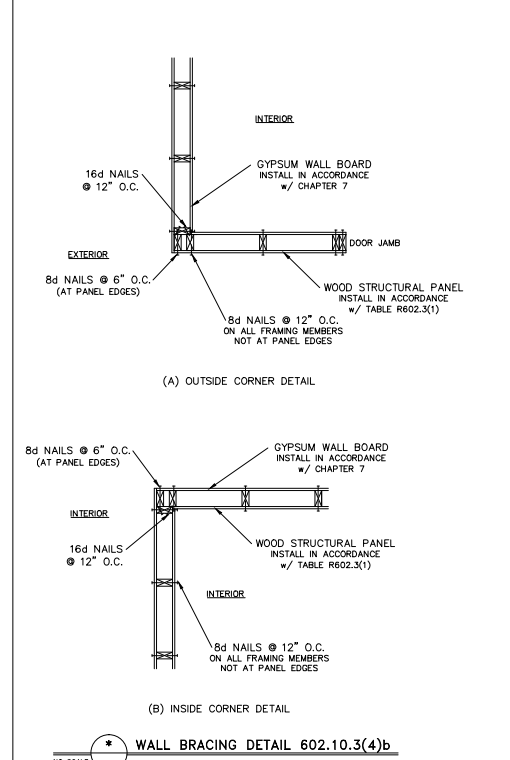 INTERIOR
GYPSUM WALL BOARD
INSTALL IN ACCORDANCE
w/ CHAPTER 7
16d NAILS
@ 12" O.C.
DOOR JAMB
EXTERIOR
8d NAILS @ 6" O.C.
(AT PANEL EDGES)
WOOD STRUCTURAL PANEL
INSTALL IN ACCORDANCE
w/ TABLE R602.3(1)
8d NAILS @ 12" O.C.
ON ALL FRAMING MEMBERS
NOT AT PANEL EDGES
(A) OUTSIDE CORNER DETAIL
8d NAILS @ 6" O.C.
(AT PANEL EDGES)
GYPSUM WALL BOARD
INSTALL IN ACCORDANCE
w/ CHAPTER 7
INTERIOR
16d NAILS
@ 12" O.C.
WOOD STRUCTURAL PANEL
INSTALL IN ACCORDANCE
w/ TABLE R602.3(1)
INTERIOR
8d NAILS @ 12" O.C.
ON ALL FRAMING MEMBERS
NOT AT PANEL EDGES
(B) INSIDE CORNER DETAIL
* WALL BRACING DETAIL 602.10.3(4)b